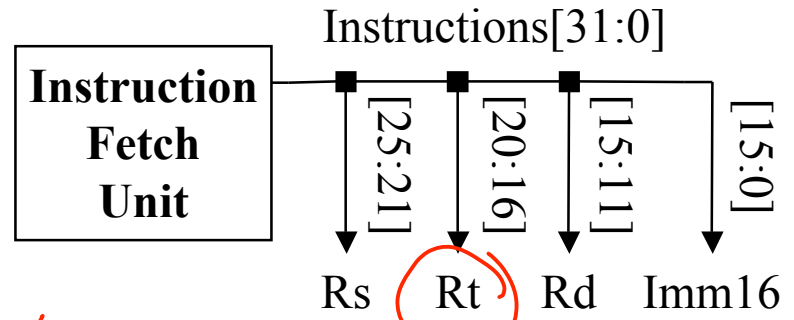 Instructions[31:0]
Instruction
Fetch
Unit
[25:21]
[20:16]
[15:11]
[15:0]
Rs
Rt
Rd
Imm16